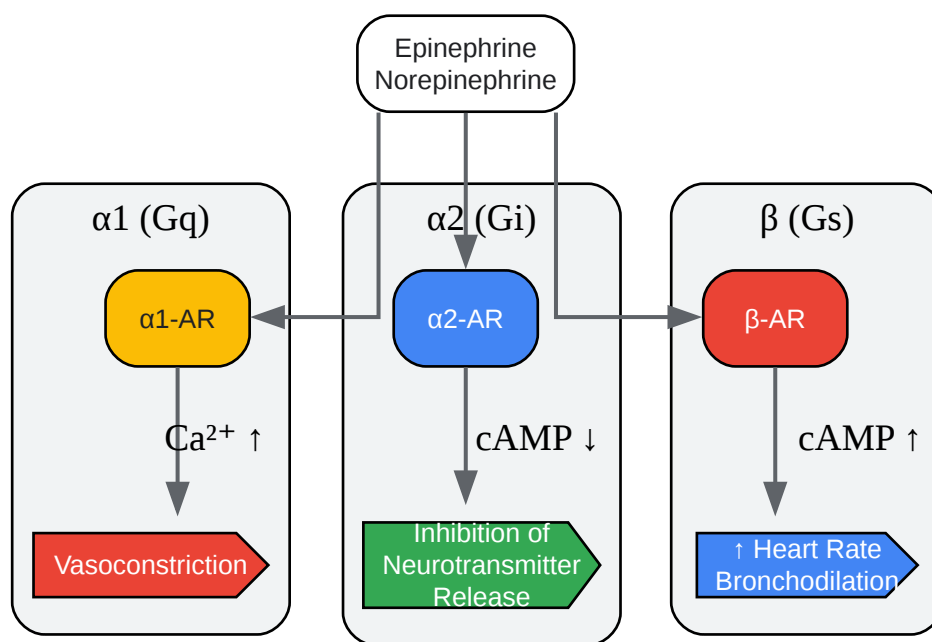 Epinephrine
Norepinephrine
α1 (Gq)
α2 (Gi)
β (Gs)
α1-AR
α2-AR
β-AR
Ca²⁺ ↑
cAMP ↓
cAMP ↑
Vasoconstriction
Inhibition of
Neurotransmitter
Release
↑ Heart Rate
Bronchodilation